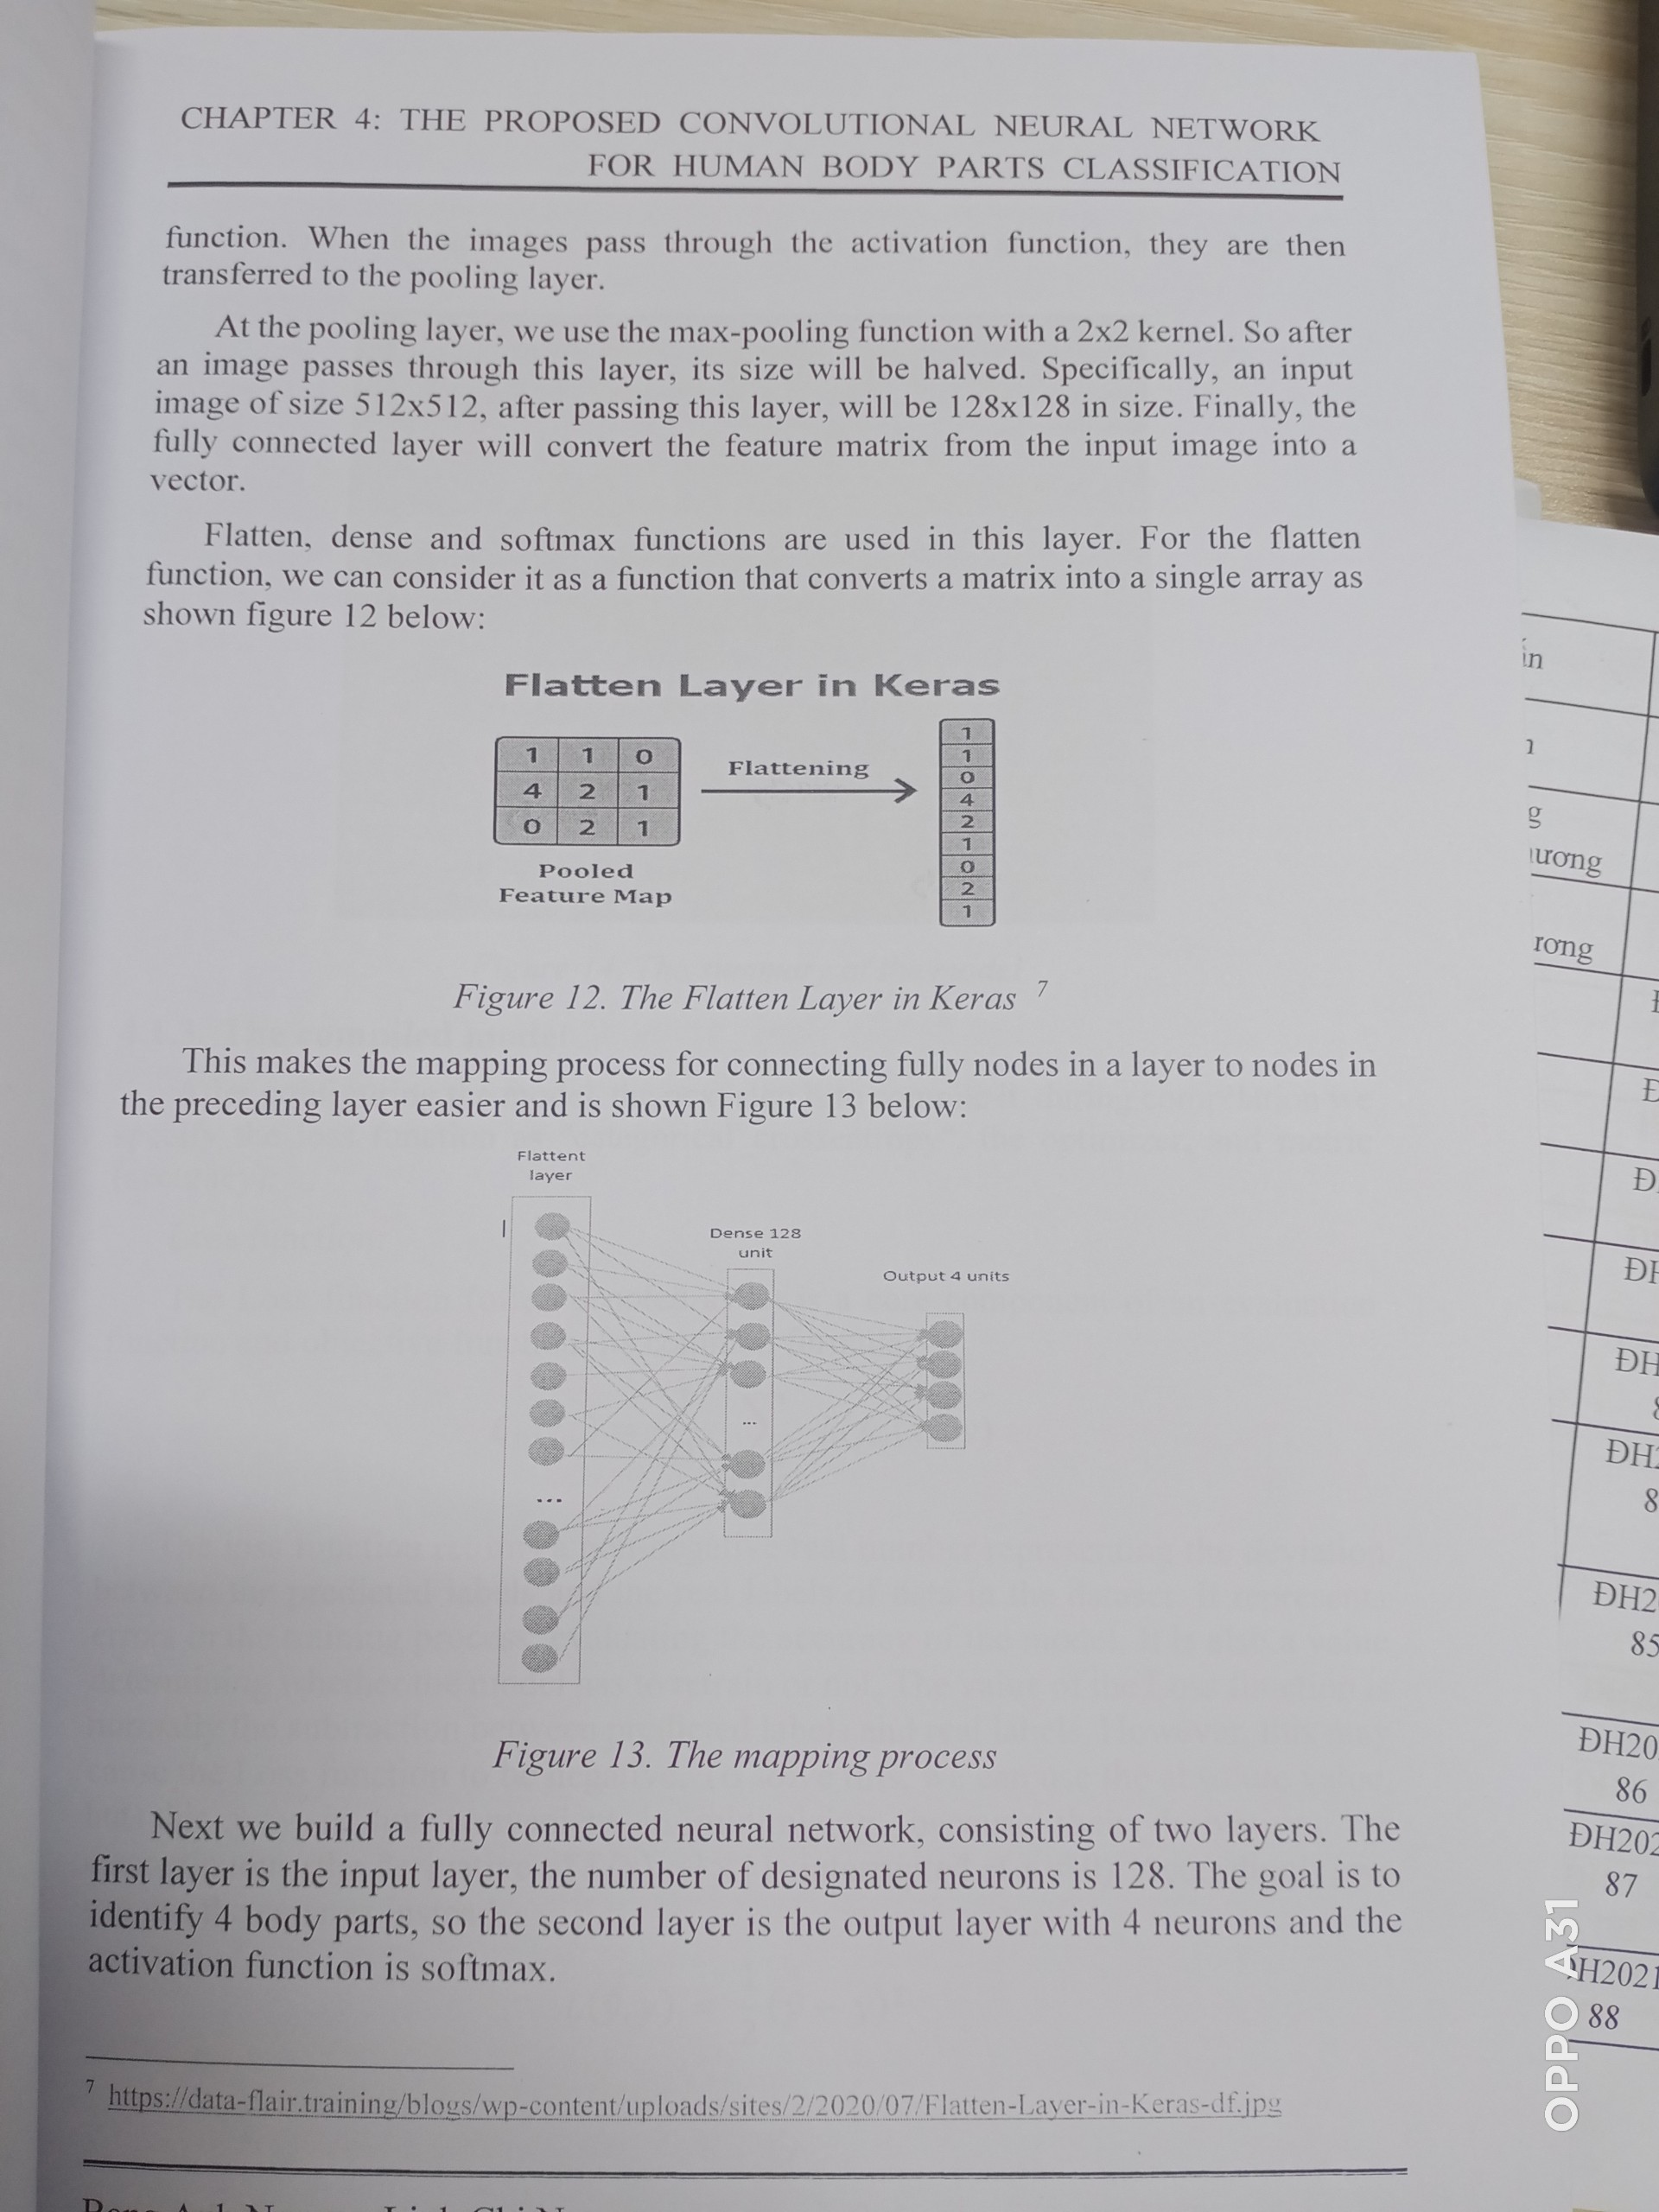 CHAPTER 4: THE PROPOSED CONVOLUTIONAL NEURAL NETWORK
FOR HUMAN BODY PARTS CLASSIFICATION
function. When the images pass through the activation function, they are then
transferred to the pooling layer.
At the pooling layer, we use the max-pooling function with a 2x2 kernel. So after
an image passes through this layer, its size will be halved. Specifically, an input
image of size 512x512, after passing this layer, will be 128x128 in size. Finally, the
fully connected layer will convert the feature matrix from the input image into a
vector.
Flatten, dense and softmax functions are used in this layer. For the flatten
function, we can consider it as a function that converts a matrix into a single array as
shown figure 12 below:
Flatten Layer in Keras
1 1 0
4 2 1
0 2 1
Pooled
Feature Map
Flattening
1
1
0
4
2
1
0
2
1
Figure 12. The Flatten Layer in Keras 7
This makes the mapping process for connecting fully nodes in a layer to nodes in
the preceding layer easier and is shown Figure 13 below:
Flattent
layer
Dense 128
unit
Output 4 units
...
...
Figure 13. The mapping process
Next we build a fully connected neural network, consisting of two layers. The
first layer is the input layer, the number of designated neurons is 128. The goal is to
identify 4 body parts, so the second layer is the output layer with 4 neurons and the
activation function is softmax.
7 https://data-flair.training/blogs/wp-content/uploads/sites/2/2020/07/Flatten-Layer-in-Keras-df.jpg
in
g
ương
rong
Đ
ĐH
ĐH2
85
ĐH20
86
ĐH202
87
ĐH2021
88
OPPO A31